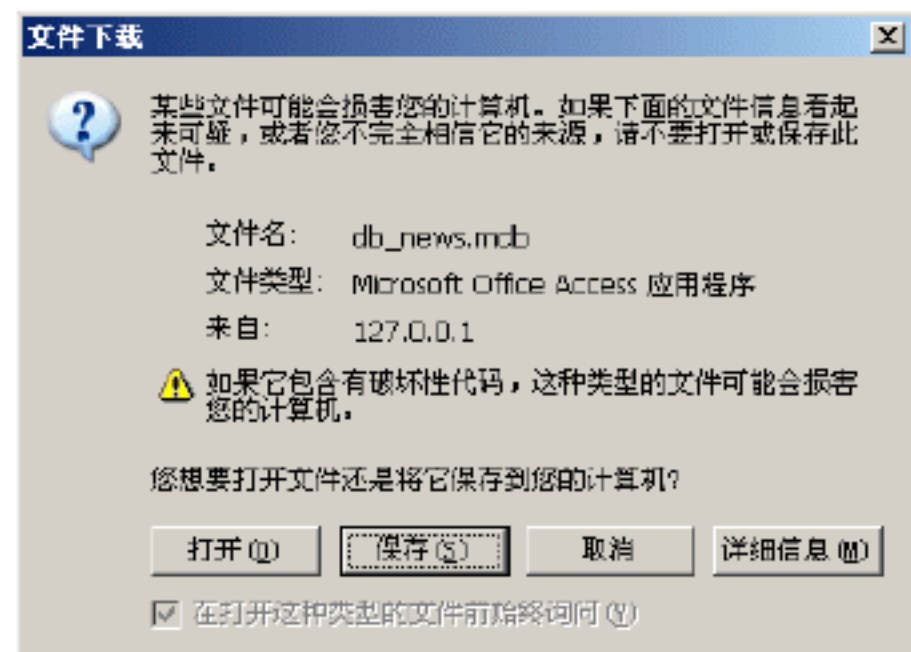 文件下载
某些文件可能会损害您的计算机。如果下面的文件信息看起
来可疑，或者您不完全相信它的来源，请不要打开或保存此
文件。
文件名: db_news.mdb
文件类型: Microsoft Office Access 应用程序
来自: 127.0.0.1
如果它包含有破坏性代码，这种类型的文件可能会损害
您的计算机。
您想要打开文件还是将它保存到您的计算机?
打开(O) 保存(S) 取消 详细信息(M)
在打开这种类型的文件前始终询问(Y)